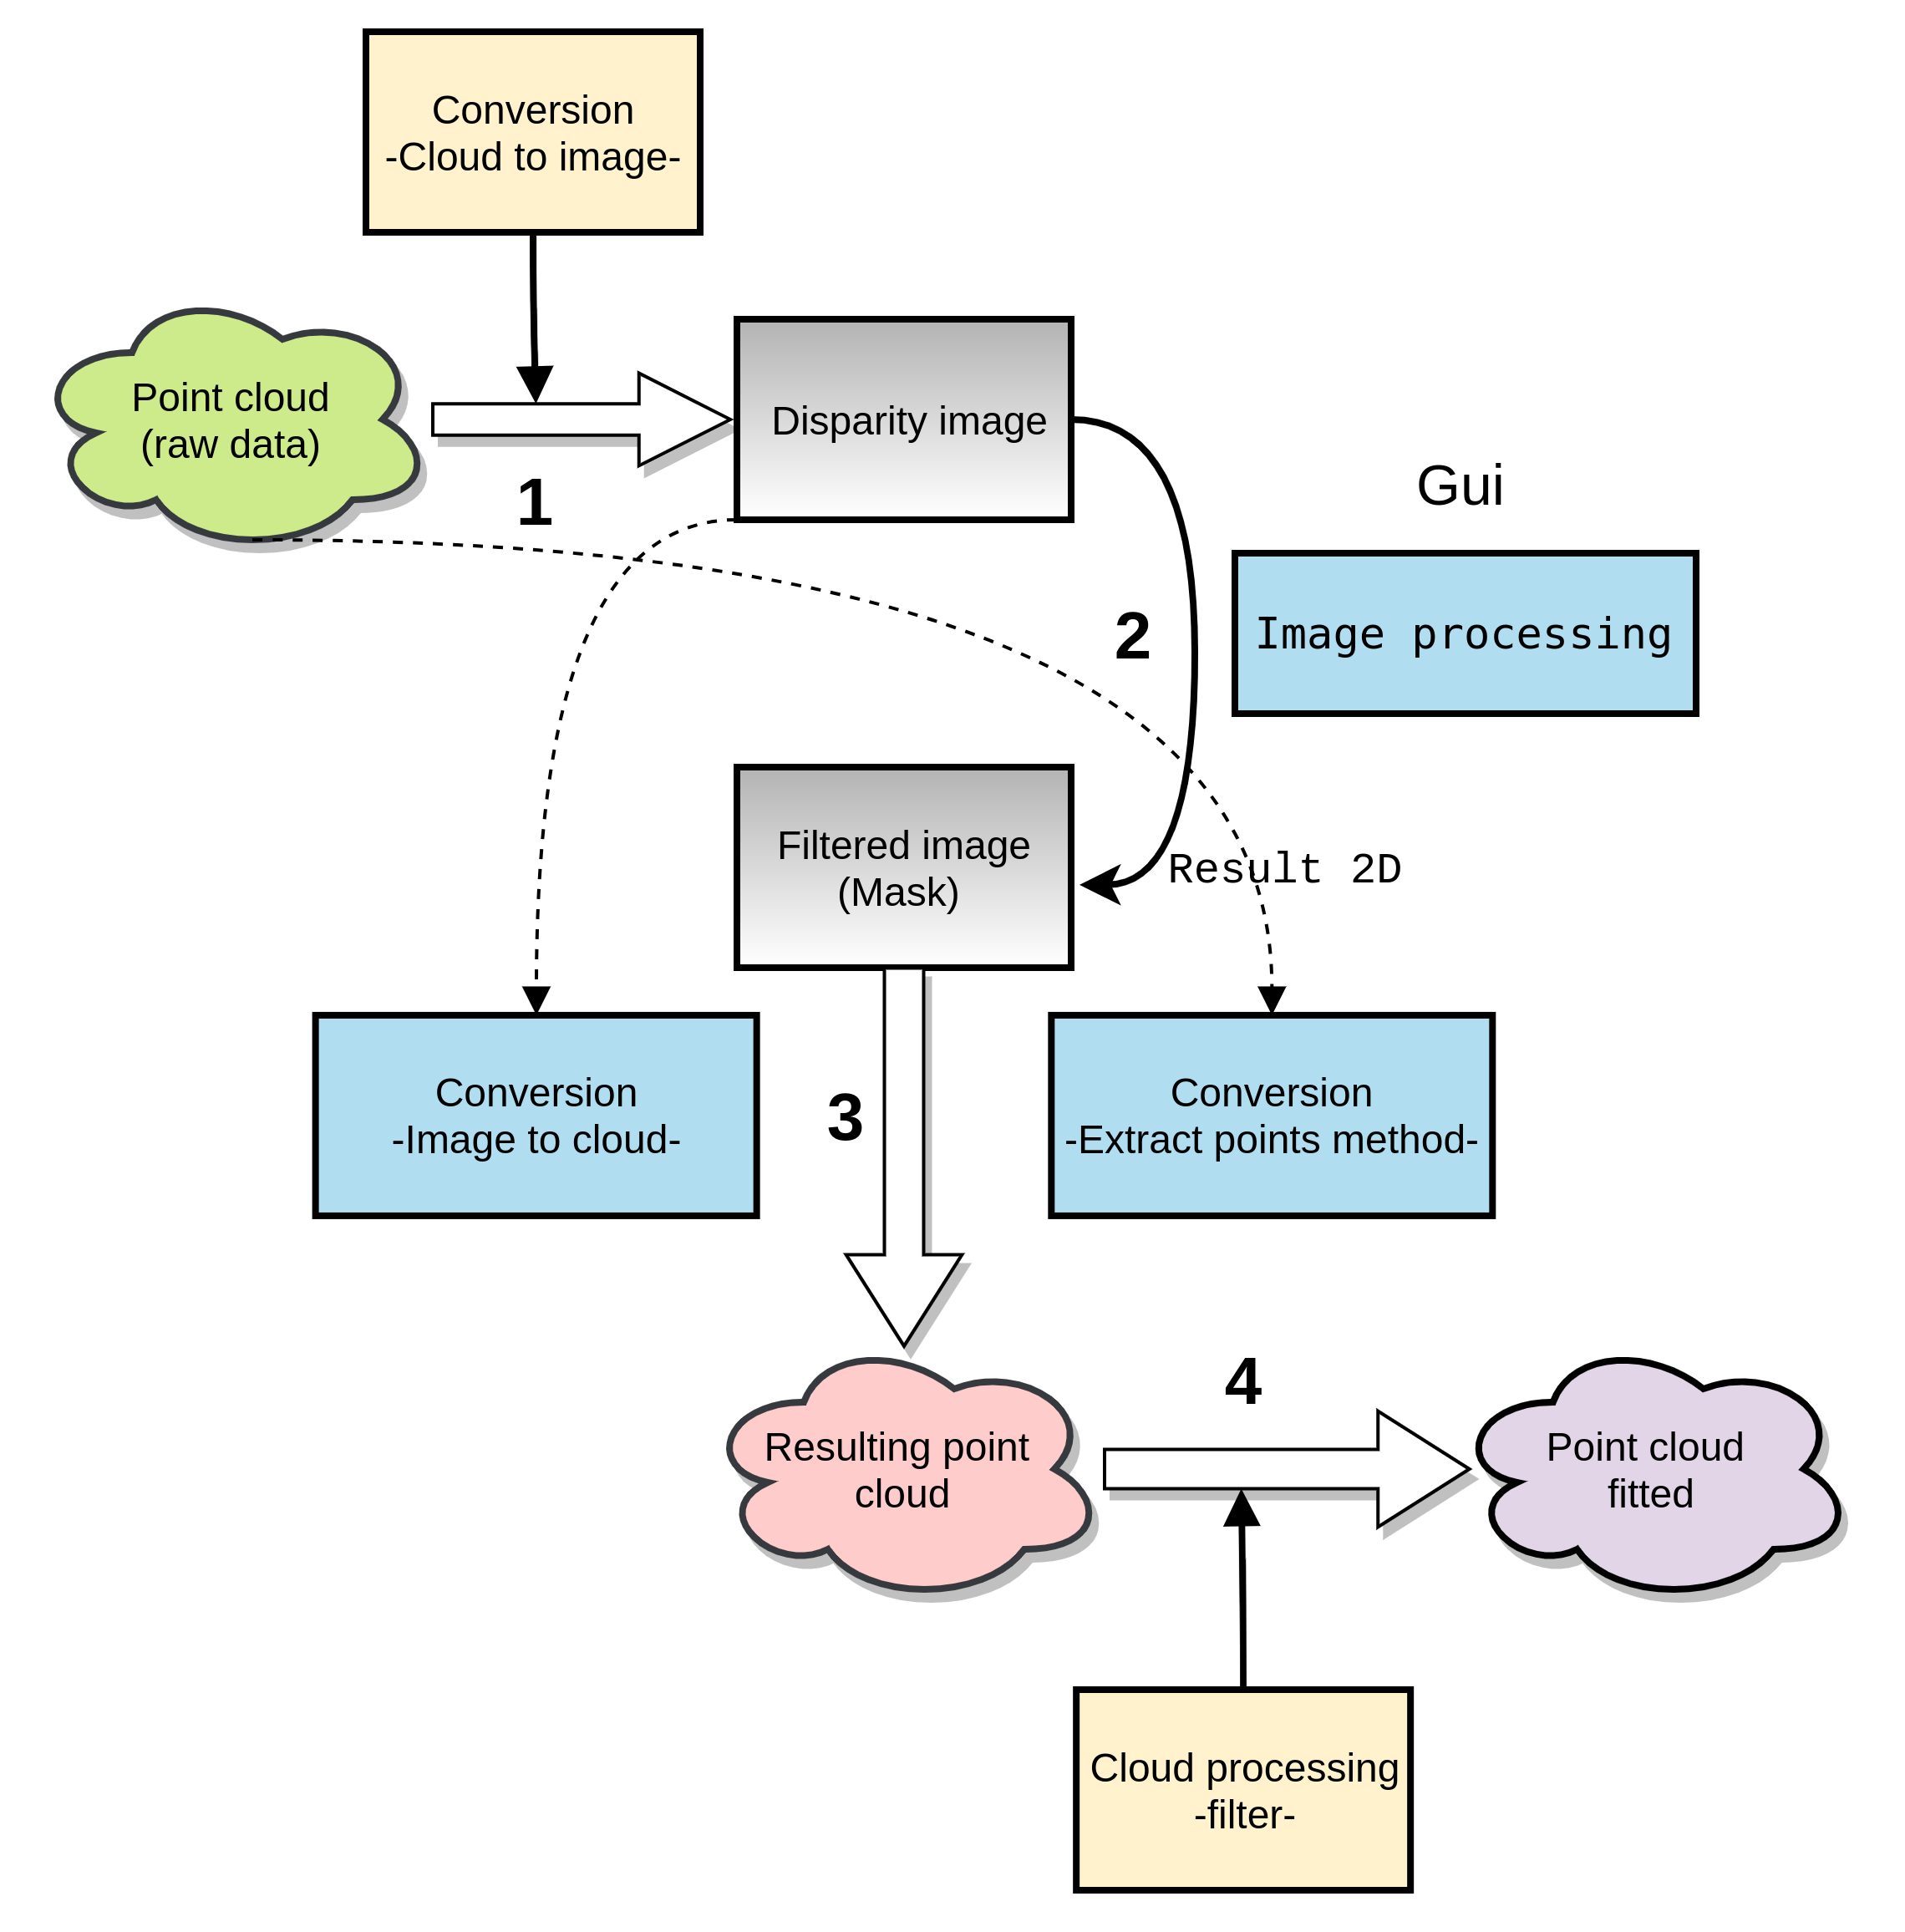 Conversion
-Cloud to image-
Point cloud
(raw data)
1
Disparity image
Gui
2
Image processing
Filtered image
(Mask)
Result 2D
Conversion
-Image to cloud-
3
Conversion
-Extract points method-
4
Resulting point
cloud
Point cloud
fitted
Cloud processing
-filter-